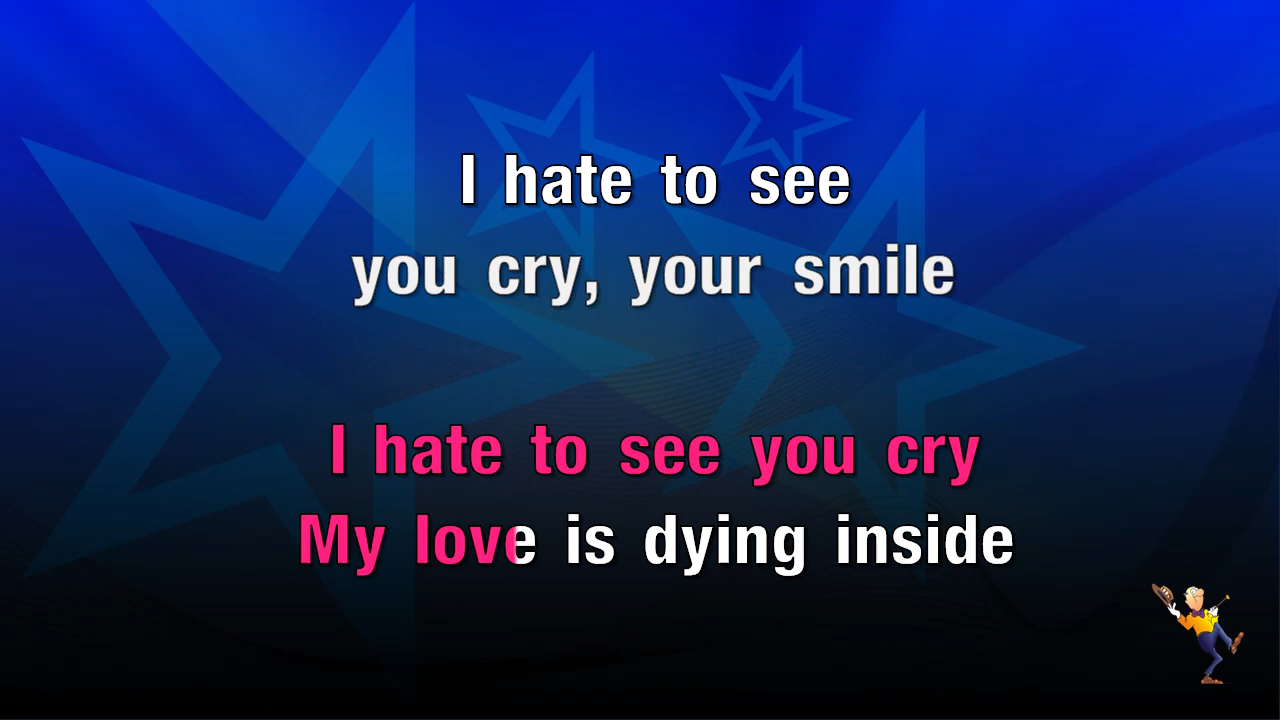 I hate to see
you cry, your smile
I hate to see you cry
My love is dying inside